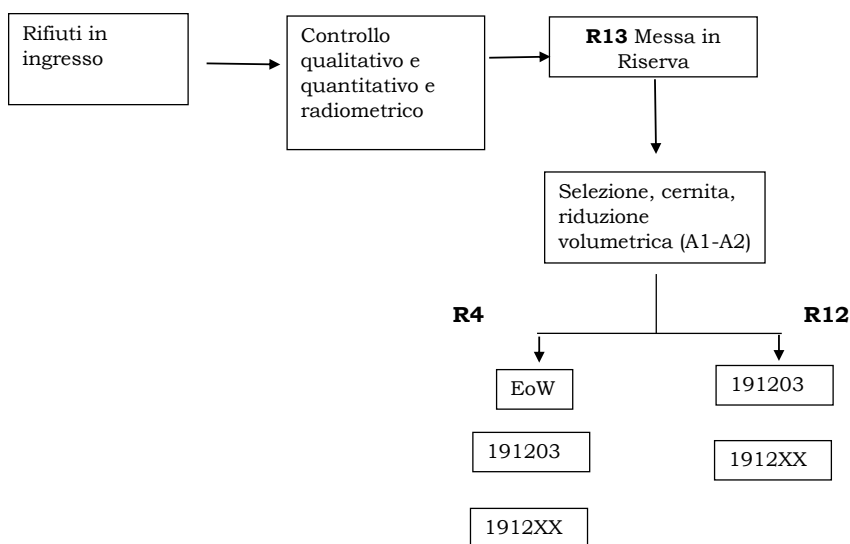 Rifiuti in
ingresso
Controllo
qualitativo e
quantitativo e
radiometrico
R13 Messa in
Riserva
Selezione, cernita,
riduzione
volumetrica (A1-A2)
R4
R12
EoW
191203
191203
1912XX
1912XX